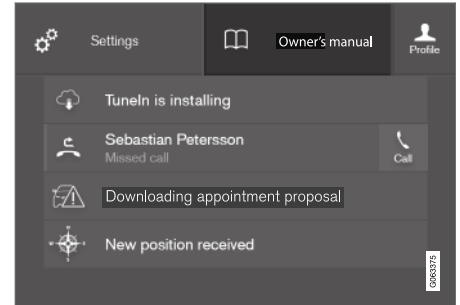 Settings
Owner's manual
Profile
TuneIn is installing
Sebastian Petersson
Missed call
Call
Downloading appointment proposal
New position received
G063375